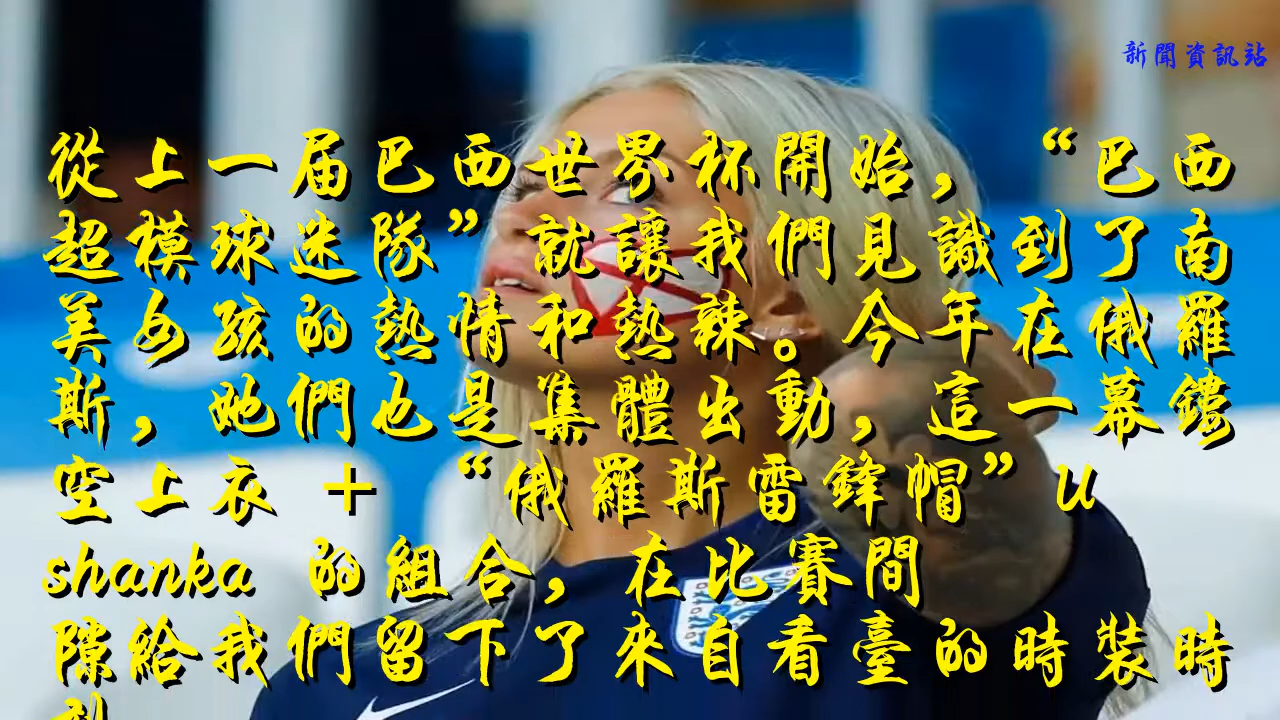 新聞資訊站
從上一届巴西世界杯開始，“巴西
超模球迷隊”就讓我們見識到了南
美女孩的熱情和熱辣。今年在俄羅
斯，她們也是集體出動，這一幕鏤
空上衣 + “俄羅斯雷鋒帽”U
shanka 的組合，在比賽間
隙給我們留下了來自看臺的時裝時